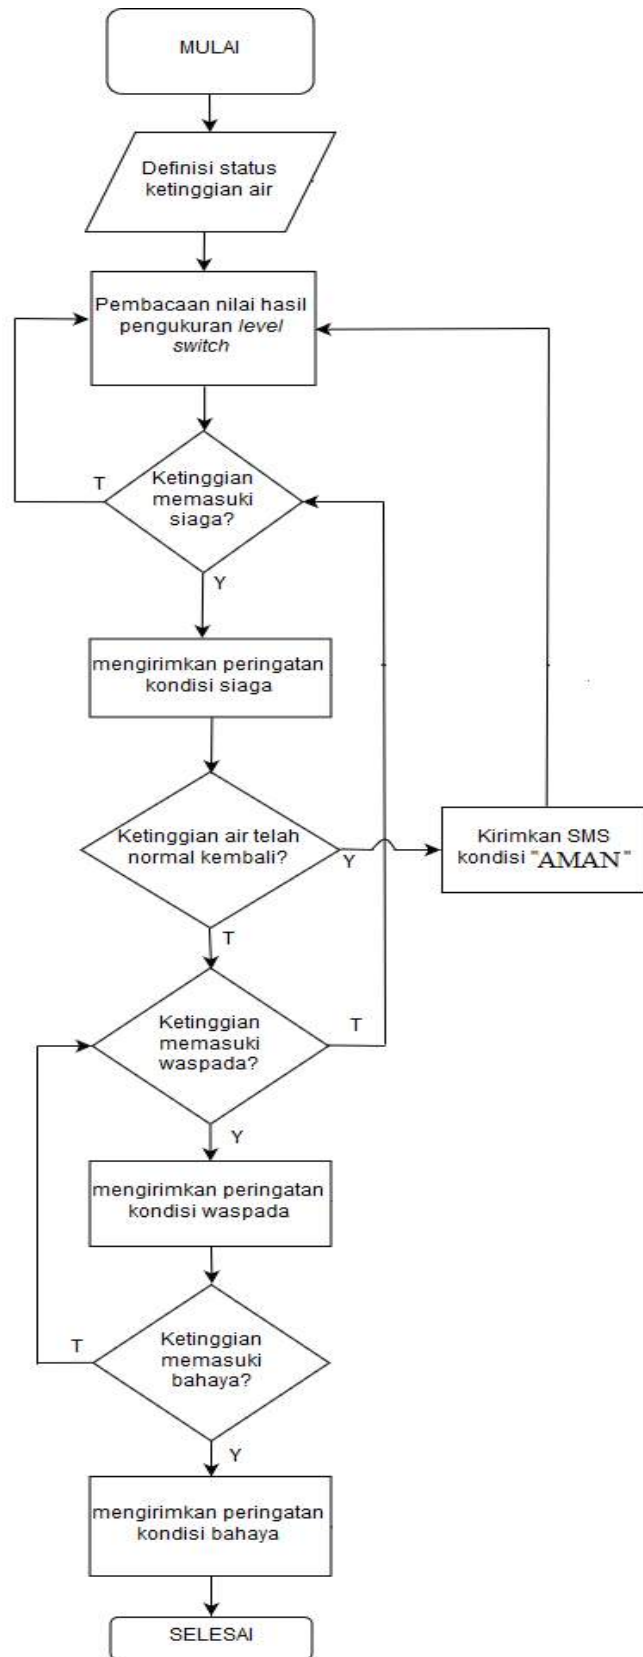 MULAI
Definisi status
ketinggian air
Pembacaan nilai hasil
pengukuran level
switch
T
Ketinggian
memasuki
siaga?
Y
mengirimkan peringatan
kondisi siaga
Ketinggian air telah
normal kembali?
Y
Kirimkan SMS
kondisi "AMAN"
T
Ketinggian
memasuki
waspada?
T
Y
mengirimkan peringatan
kondisi waspada
T
Ketinggian
memasuki
bahaya?
Y
mengirimkan peringatan
kondisi bahaya
SELESAI